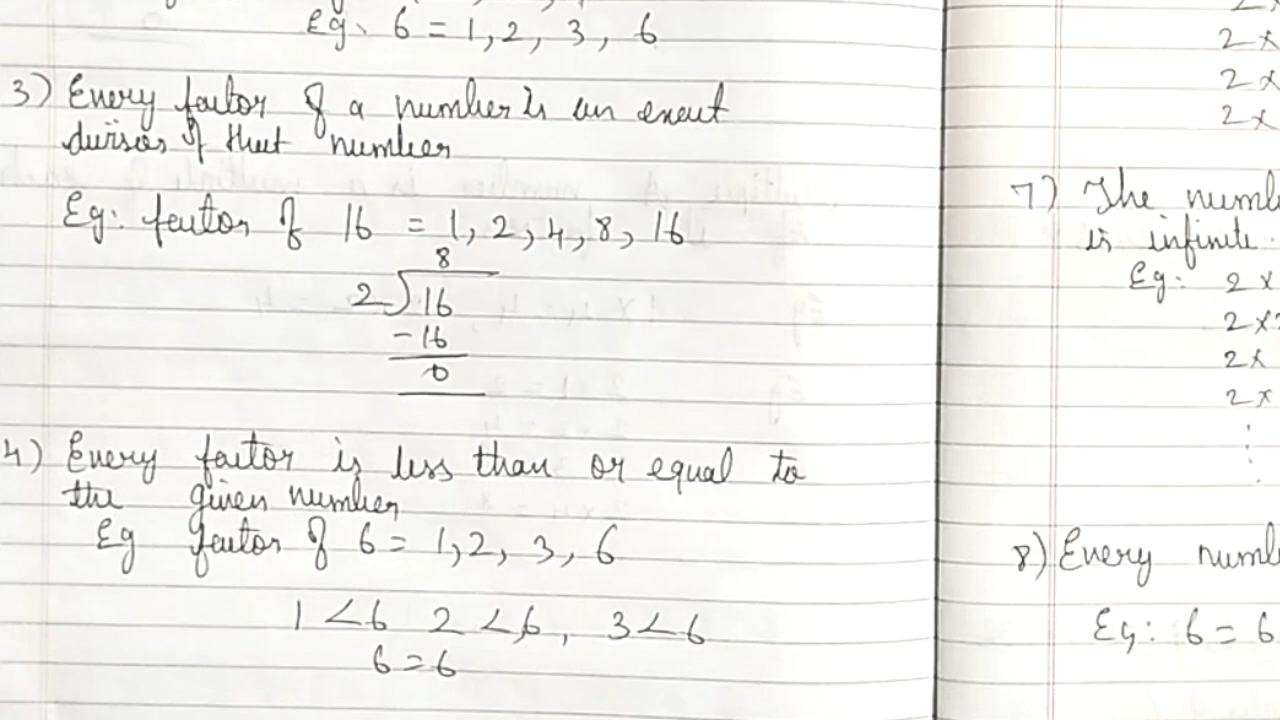 Eg. 6 = 1, 2, 3, 6
3) Every factor of a number is an exact
divisor of that number
Eg: factor of 16 = 1, 2, 4, 8, 16
8
2)16
-16
0
4) Every factor is less than or equal to
the given number
Eg factor of 6 = 1, 2, 3, 6
1 < 6 2 < 6, 3 < 6
6 = 6
2×
2×
2×
2×
7) The numb
is infinite
Eg: 2×
2×2
2×
2×
8) Every numb
Eg: 6 = 6